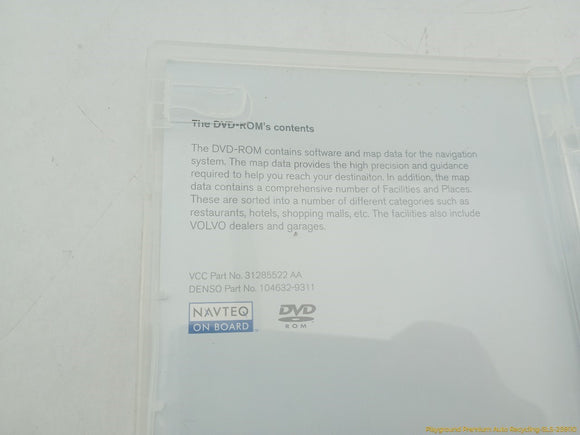 The DVD-ROM's contents
The DVD-ROM contains software and map data for the navigation
system. The map data provides the high precision and guidance
required to help you reach your destinaiton. In addition, the map
data contains a comprehensive number of Facilities and Places.
These are sorted into a number of different categories such as
restaurants, hotels, shopping malls, etc. The facilities also include
VOLVO dealers and garages.
VCC Part No. 31285522 AA
DENSO Part No. 104632-9311
NAVTEQ
ON BOARD
DVD
ROM